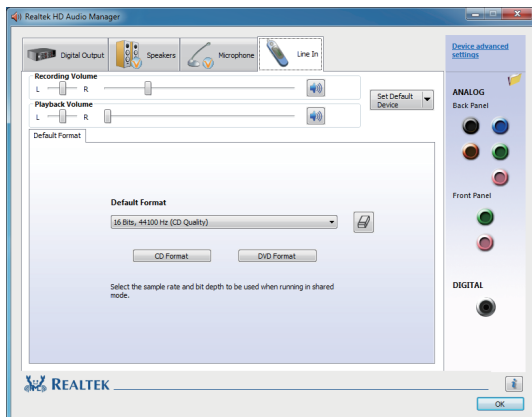 Realtek HD Audio Manager
Digital Output
Speakers
Microphone
Line In
Device advanced
settings
Recording Volume
L
R
Set Default
Device
Playback Volume
L
R
Default Format
Default Format
16 Bits, 44100 Hz (CD Quality)
CD Format
DVD Format
Select the sample rate and bit depth to be used when running in shared
mode.
ANALOG
Back Panel
Front Panel
DIGITAL
REALTEK
i
OK